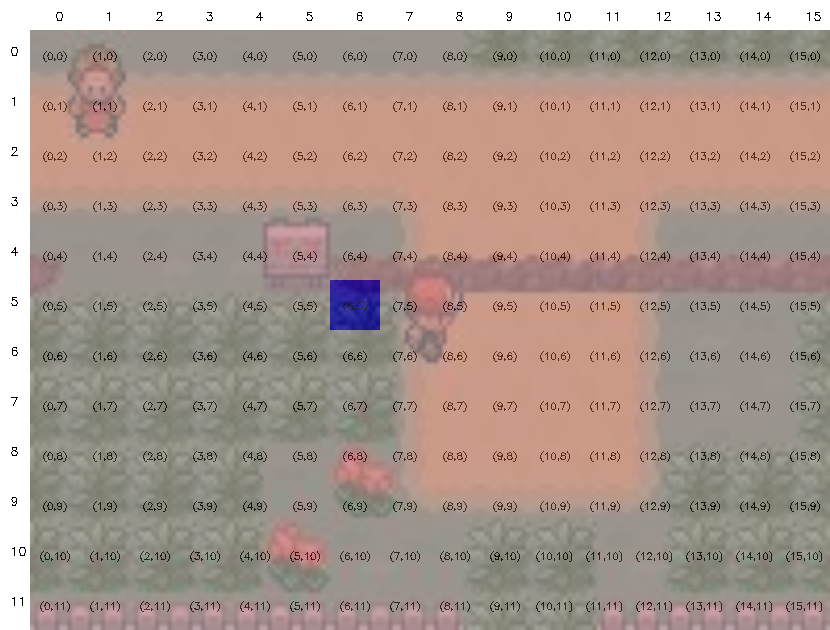 0 1 2 3 4 5 6 7 8 9 10 11 12 13 14 15
0 (0,0) (1,0) (2,0) (3,0) (4,0) (5,0) (6,0) (7,0) (8,0) (9,0) (10,0) (11,0) (12,0) (13,0) (14,0) (15,0)
1 (0,1) (1,1) (2,1) (3,1) (4,1) (5,1) (6,1) (7,1) (8,1) (9,1) (10,1) (11,1) (12,1) (13,1) (14,1) (15,1)
2 (0,2) (1,2) (2,2) (3,2) (4,2) (5,2) (6,2) (7,2) (8,2) (9,2) (10,2) (11,2) (12,2) (13,2) (14,2) (15,2)
3 (0,3) (1,3) (2,3) (3,3) (4,3) (5,3) (6,3) (7,3) (8,3) (9,3) (10,3) (11,3) (12,3) (13,3) (14,3) (15,3)
4 (0,4) (1,4) (2,4) (3,4) (4,4) (5,4) (6,4) (7,4) (8,4) (9,4) (10,4) (11,4) (12,4) (13,4) (14,4) (15,4)
5 (0,5) (1,5) (2,5) (3,5) (4,5) (5,5) (6,5) (7,5) (8,5) (9,5) (10,5) (11,5) (12,5) (13,5) (14,5) (15,5)
6 (0,6) (1,6) (2,6) (3,6) (4,6) (5,6) (6,6) (7,6) (8,6) (9,6) (10,6) (11,6) (12,6) (13,6) (14,6) (15,6)
7 (0,7) (1,7) (2,7) (3,7) (4,7) (5,7) (6,7) (7,7) (8,7) (9,7) (10,7) (11,7) (12,7) (13,7) (14,7) (15,7)
8 (0,8) (1,8) (2,8) (3,8) (4,8) (5,8) (6,8) (7,8) (8,8) (9,8) (10,8) (11,8) (12,8) (13,8) (14,8) (15,8)
9 (0,9) (1,9) (2,9) (3,9) (4,9) (5,9) (6,9) (7,9) (8,9) (9,9) (10,9) (11,9) (12,9) (13,9) (14,9) (15,9)
10 (0,10) (1,10) (2,10) (3,10) (4,10) (5,10) (6,10) (7,10) (8,10) (9,10) (10,10) (11,10) (12,10) (13,10) (14,10) (15,10)
11 (0,11) (1,11) (2,11) (3,11) (4,11) (5,11) (6,11) (7,11) (8,11) (9,11) (10,11) (11,11) (12,11) (13,11) (14,11) (15,11)